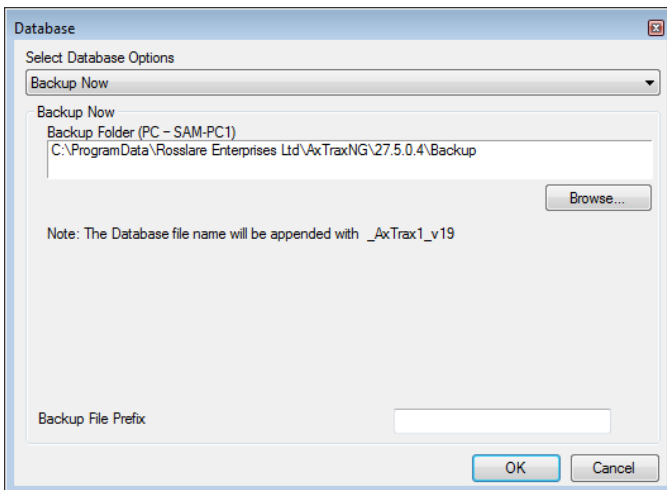 Database
Select Database Options
Backup Now
Backup Now
Backup Folder (PC – SAM-PC1)
C:\ProgramData\Rosslare Enterprises Ltd\AxTraxNG\27.5.0.4\Backup
Browse...
Note: The Database file name will be appended with _AxTrax1_v19
Backup File Prefix
OK
Cancel